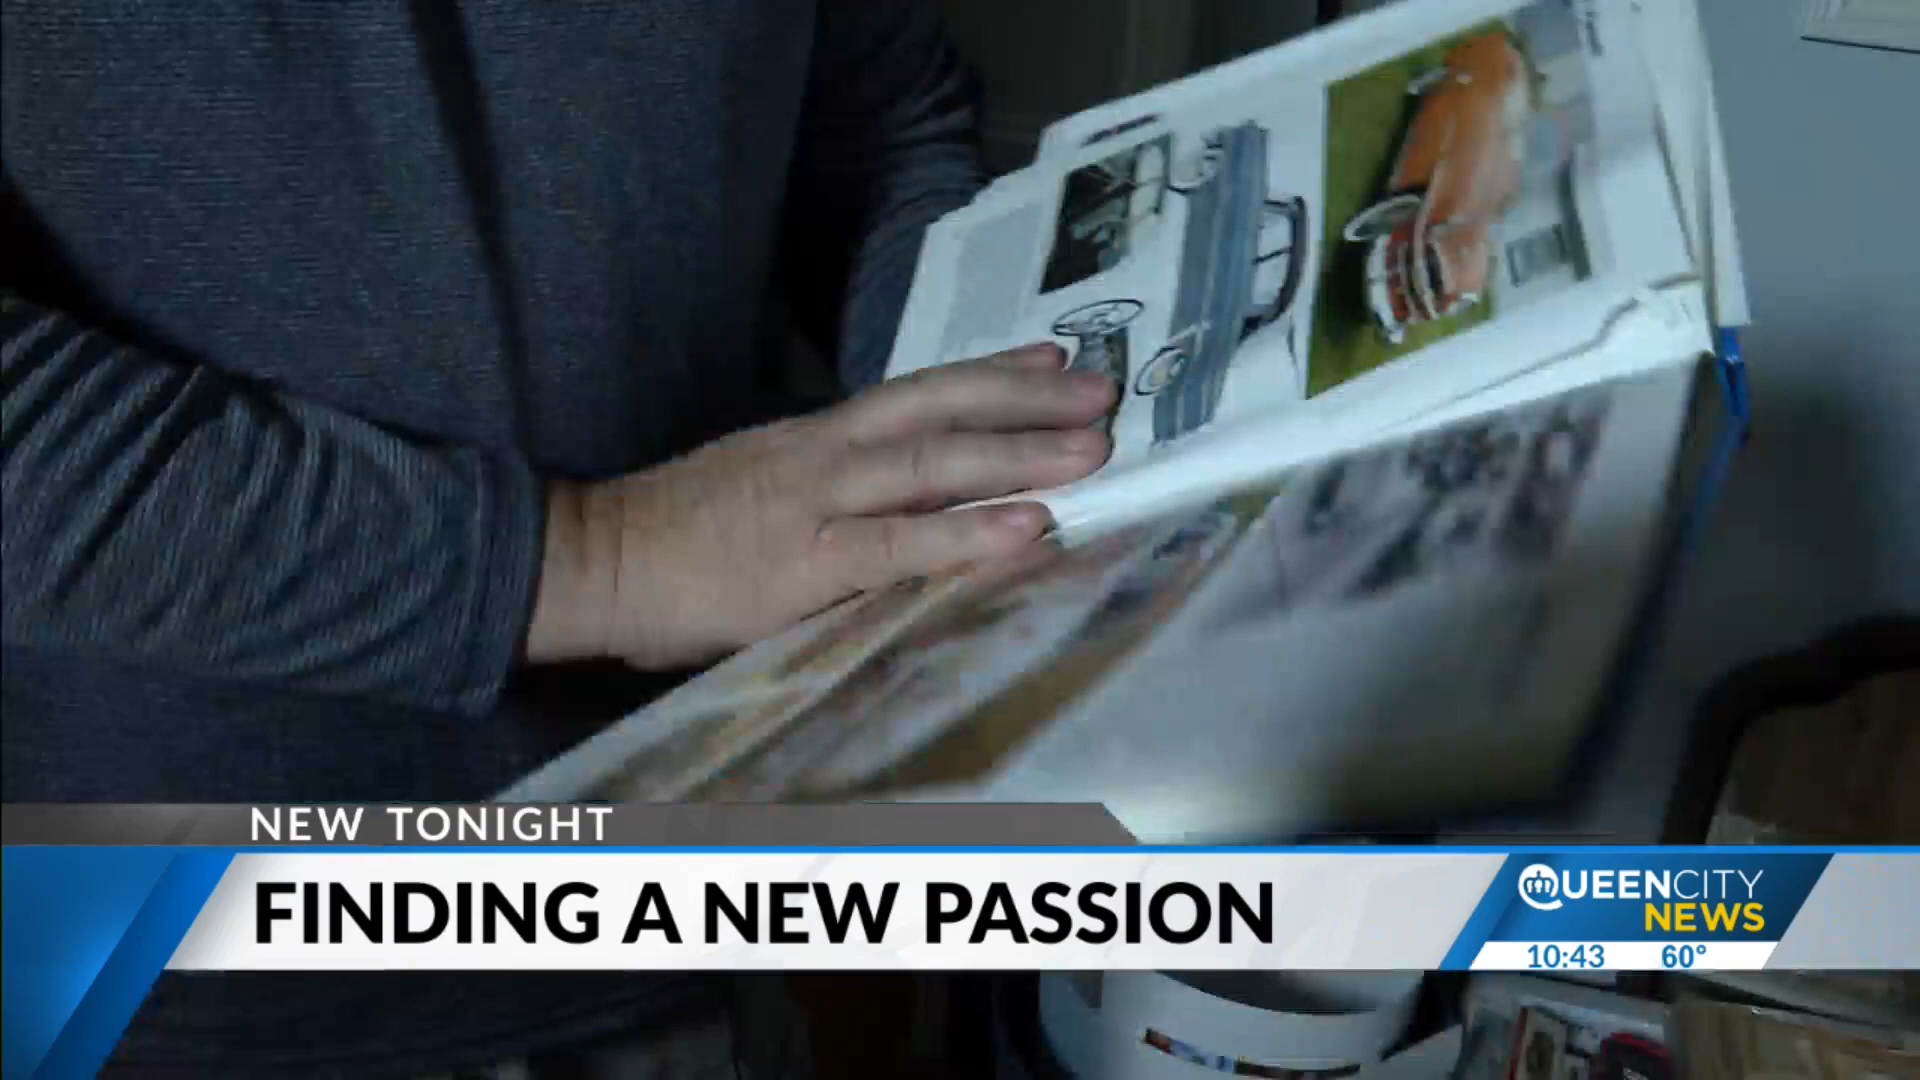 NEW TONIGHT
FINDING A NEW PASSION
QUEENCITY
NEWS
10:43 60°